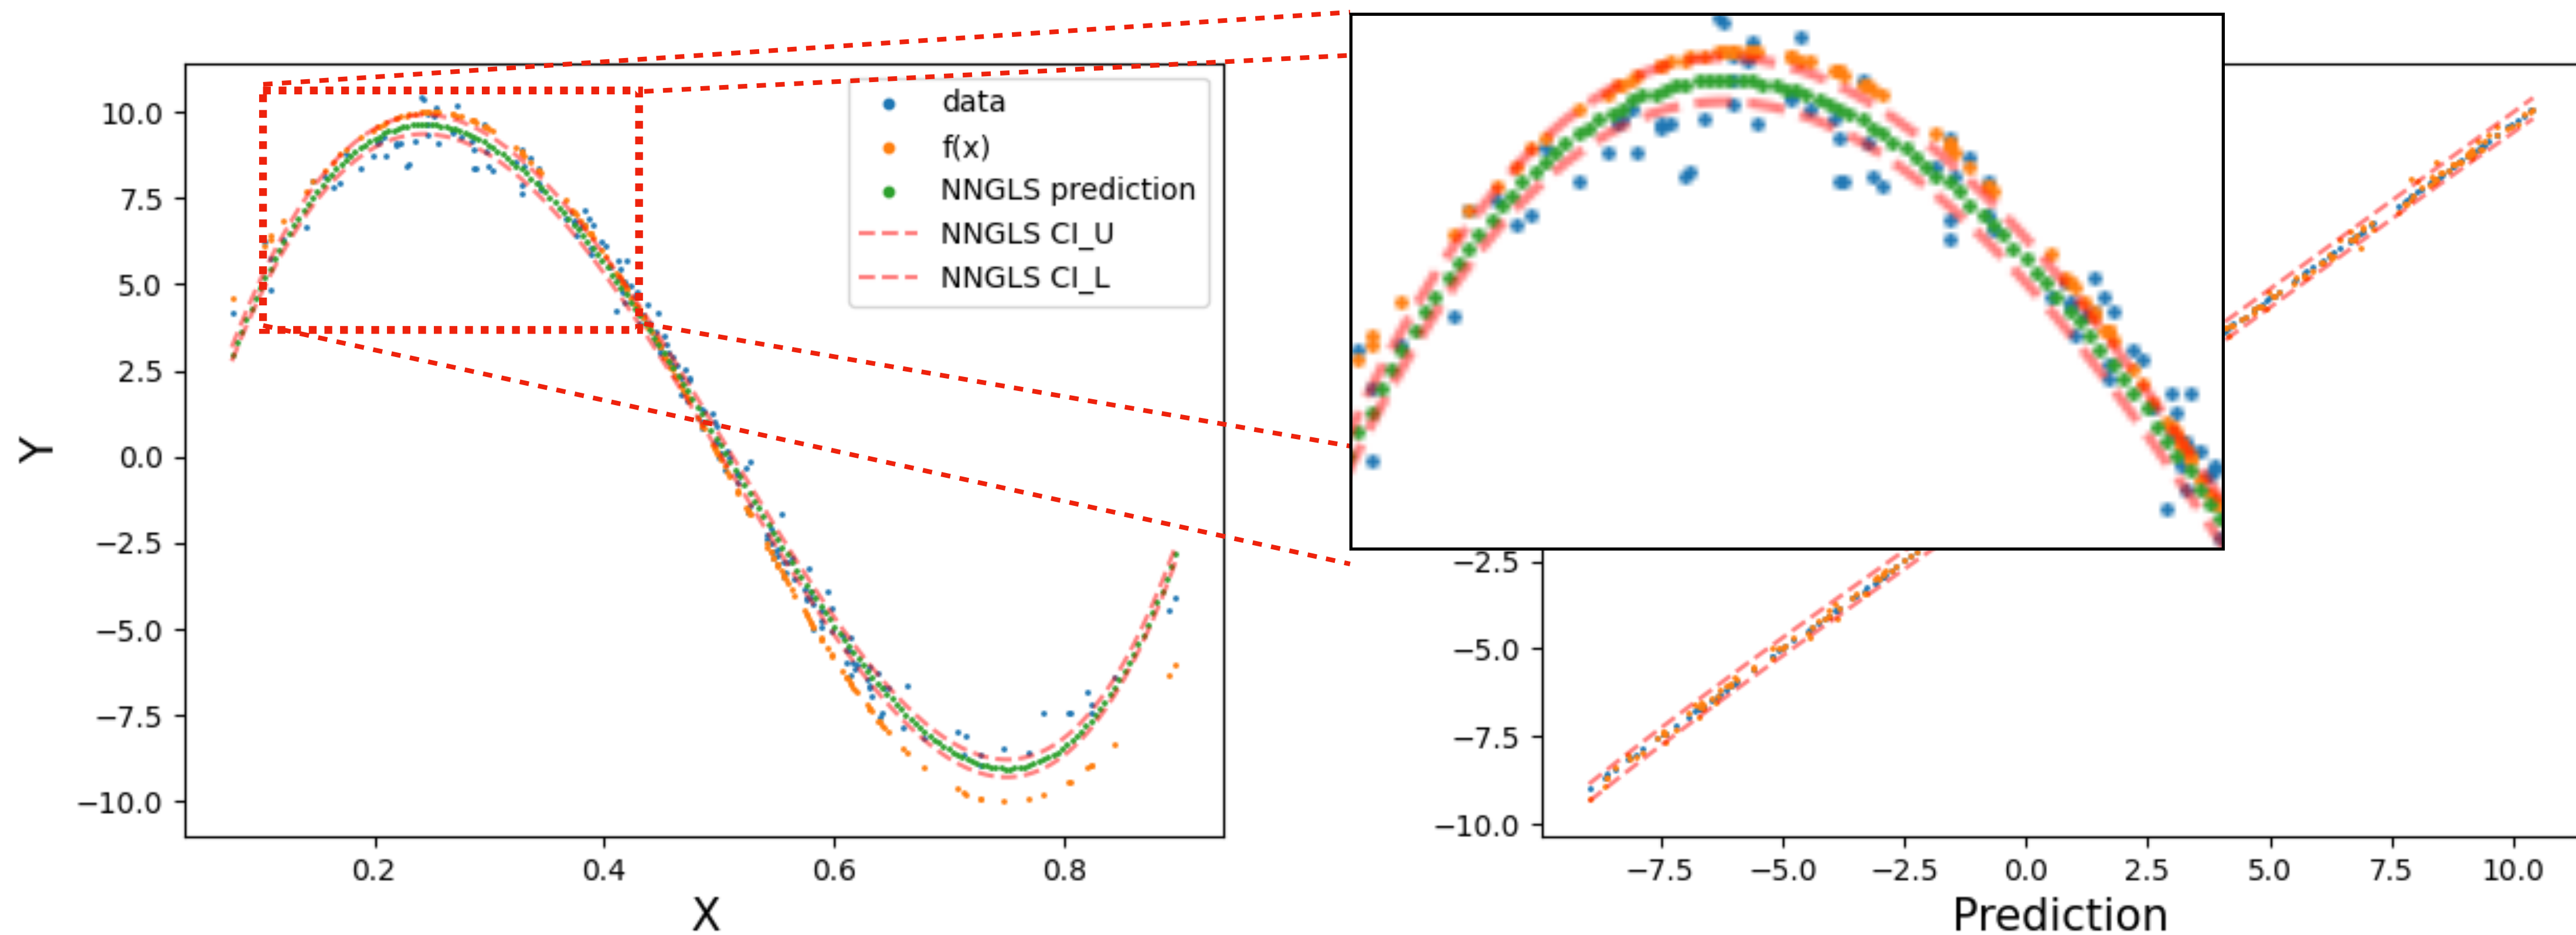 data
f(x)
NNGLS prediction
NNGLS CI_U
NNGLS CI_L
10.0
7.5
5.0
2.5
0.0
−2.5
−5.0
−7.5
−10.0
Y
0.2 0.4 0.6 0.8
X
−2.5
−5.0
−7.5
−10.0
−7.5 −5.0 −2.5 0.0 2.5 5.0 7.5 10.0
Prediction